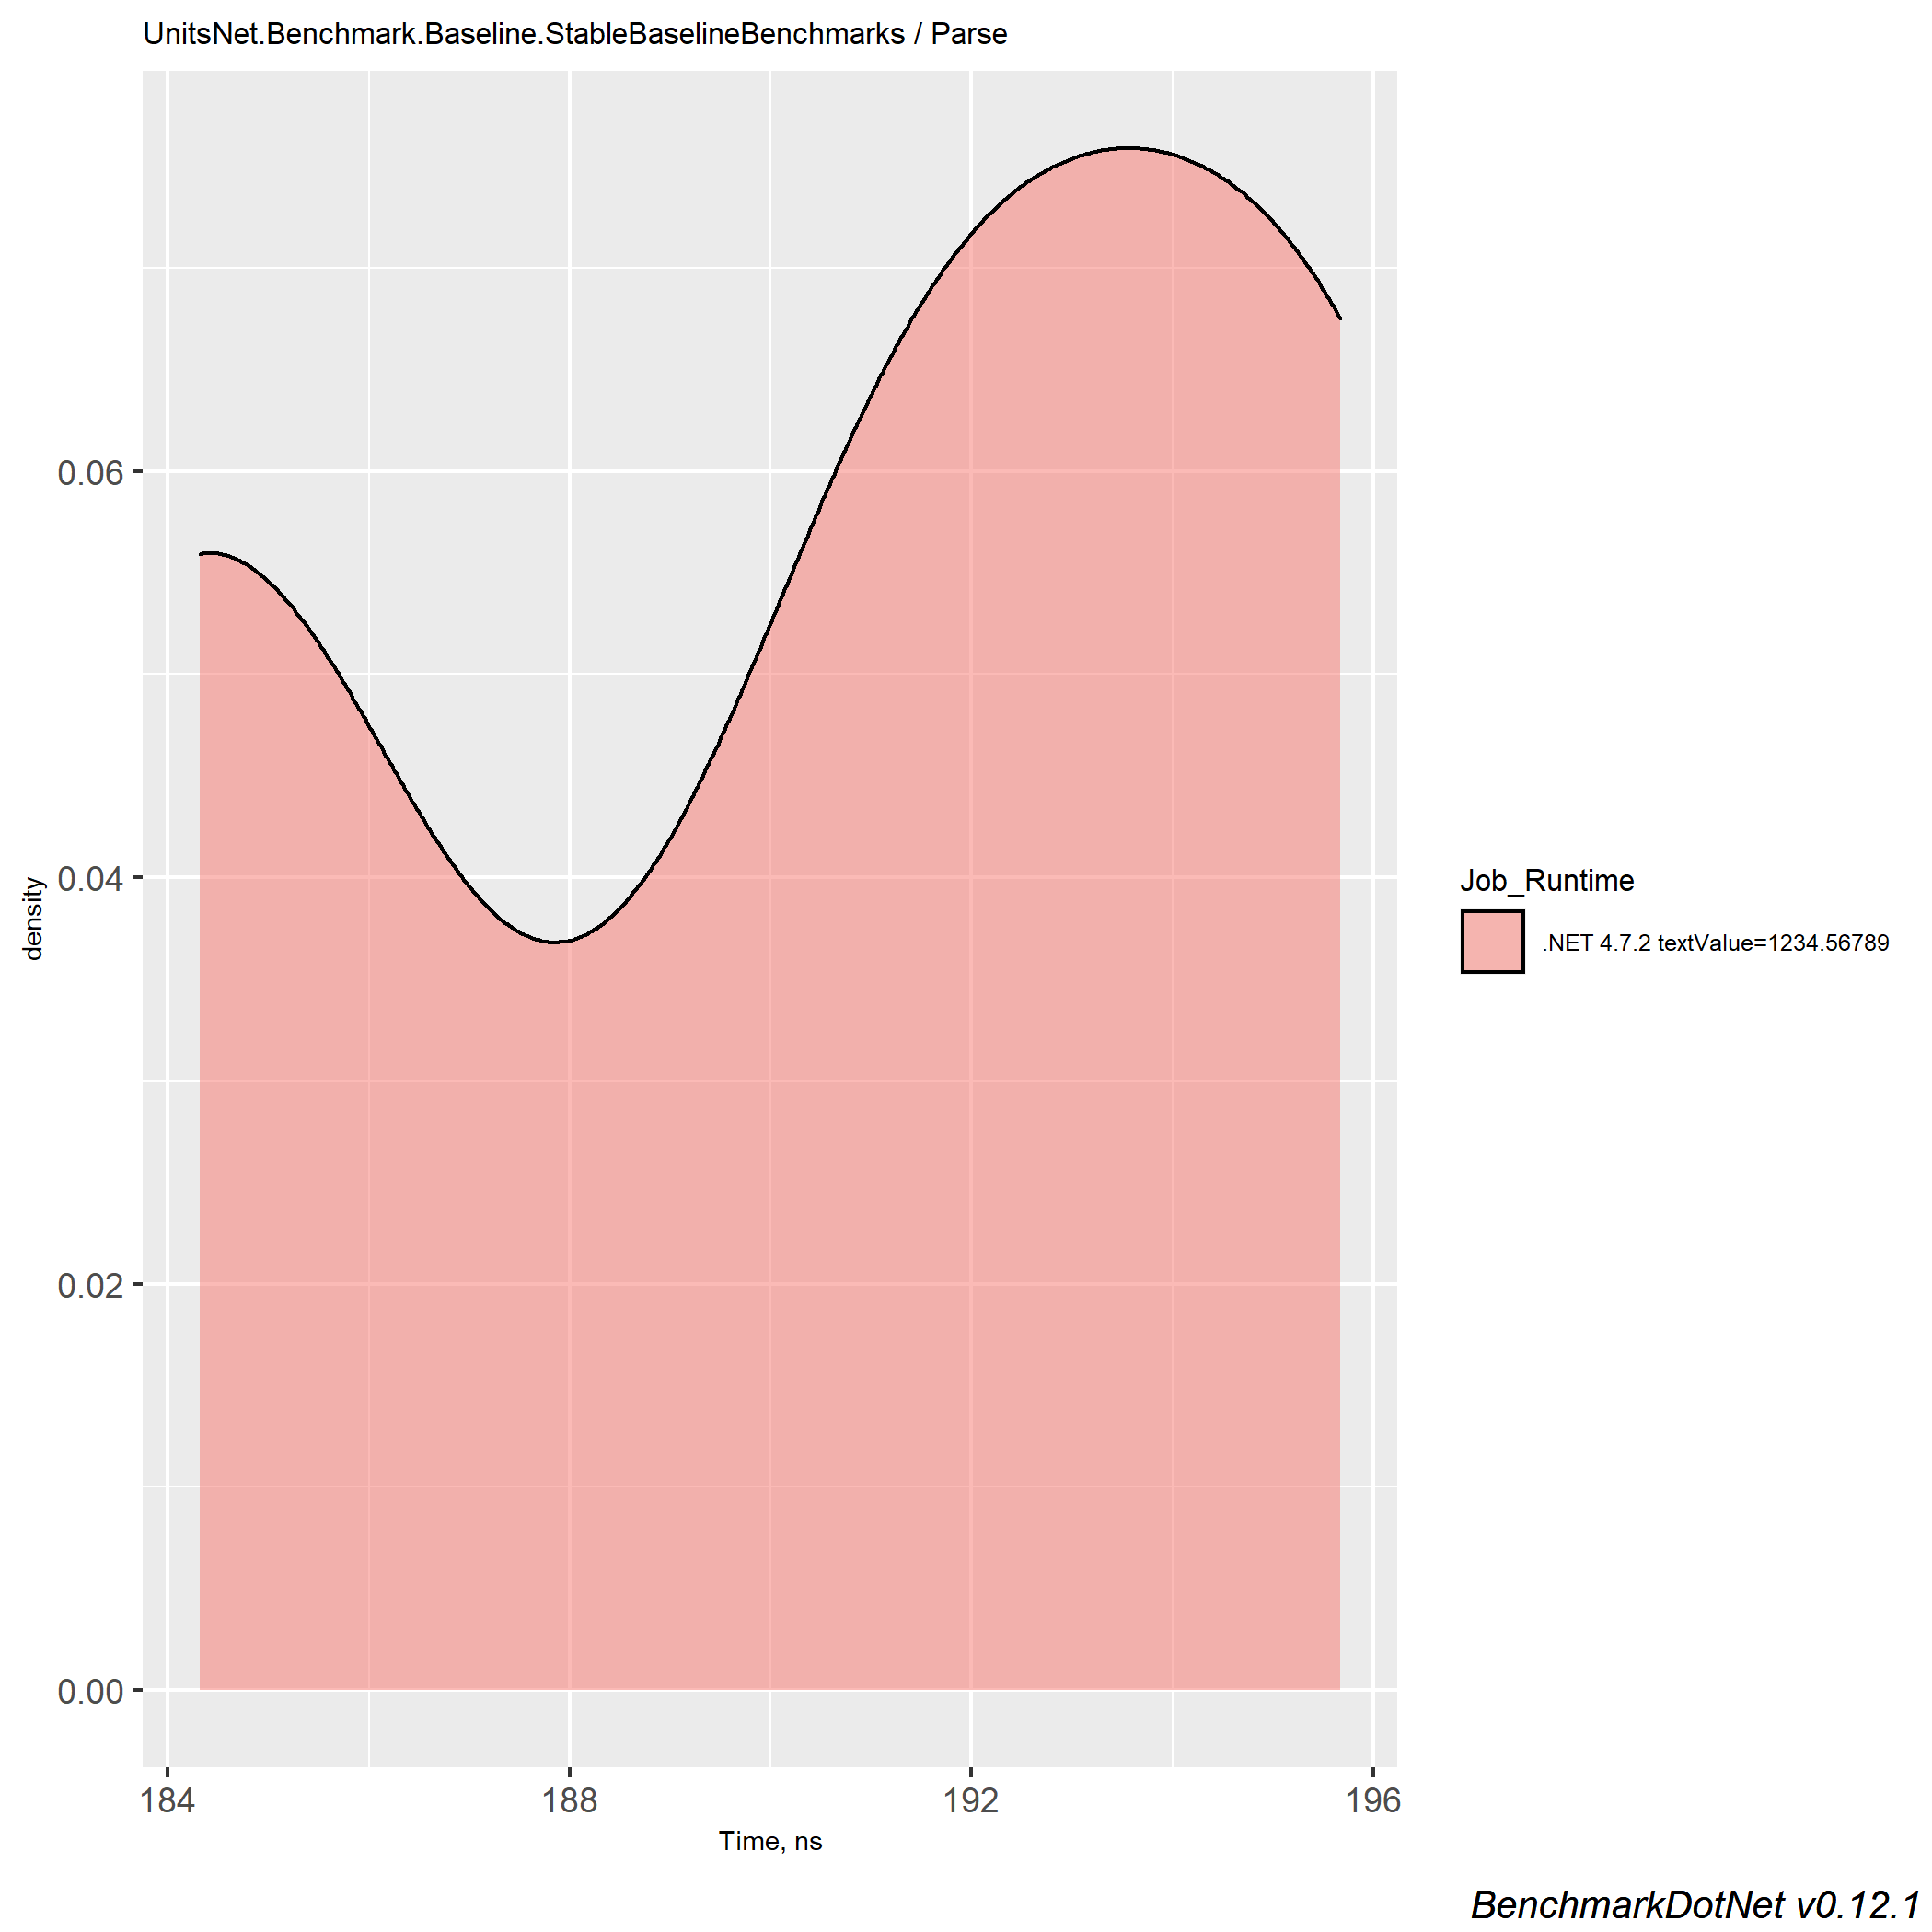 UnitsNet.Benchmark.Baseline.StableBaselineBenchmarks / Parse
0.06
0.04
0.02
0.00
density
184 188 192 196
Time, ns
Job_Runtime
.NET 4.7.2 textValue=1234.56789
BenchmarkDotNet v0.12.1